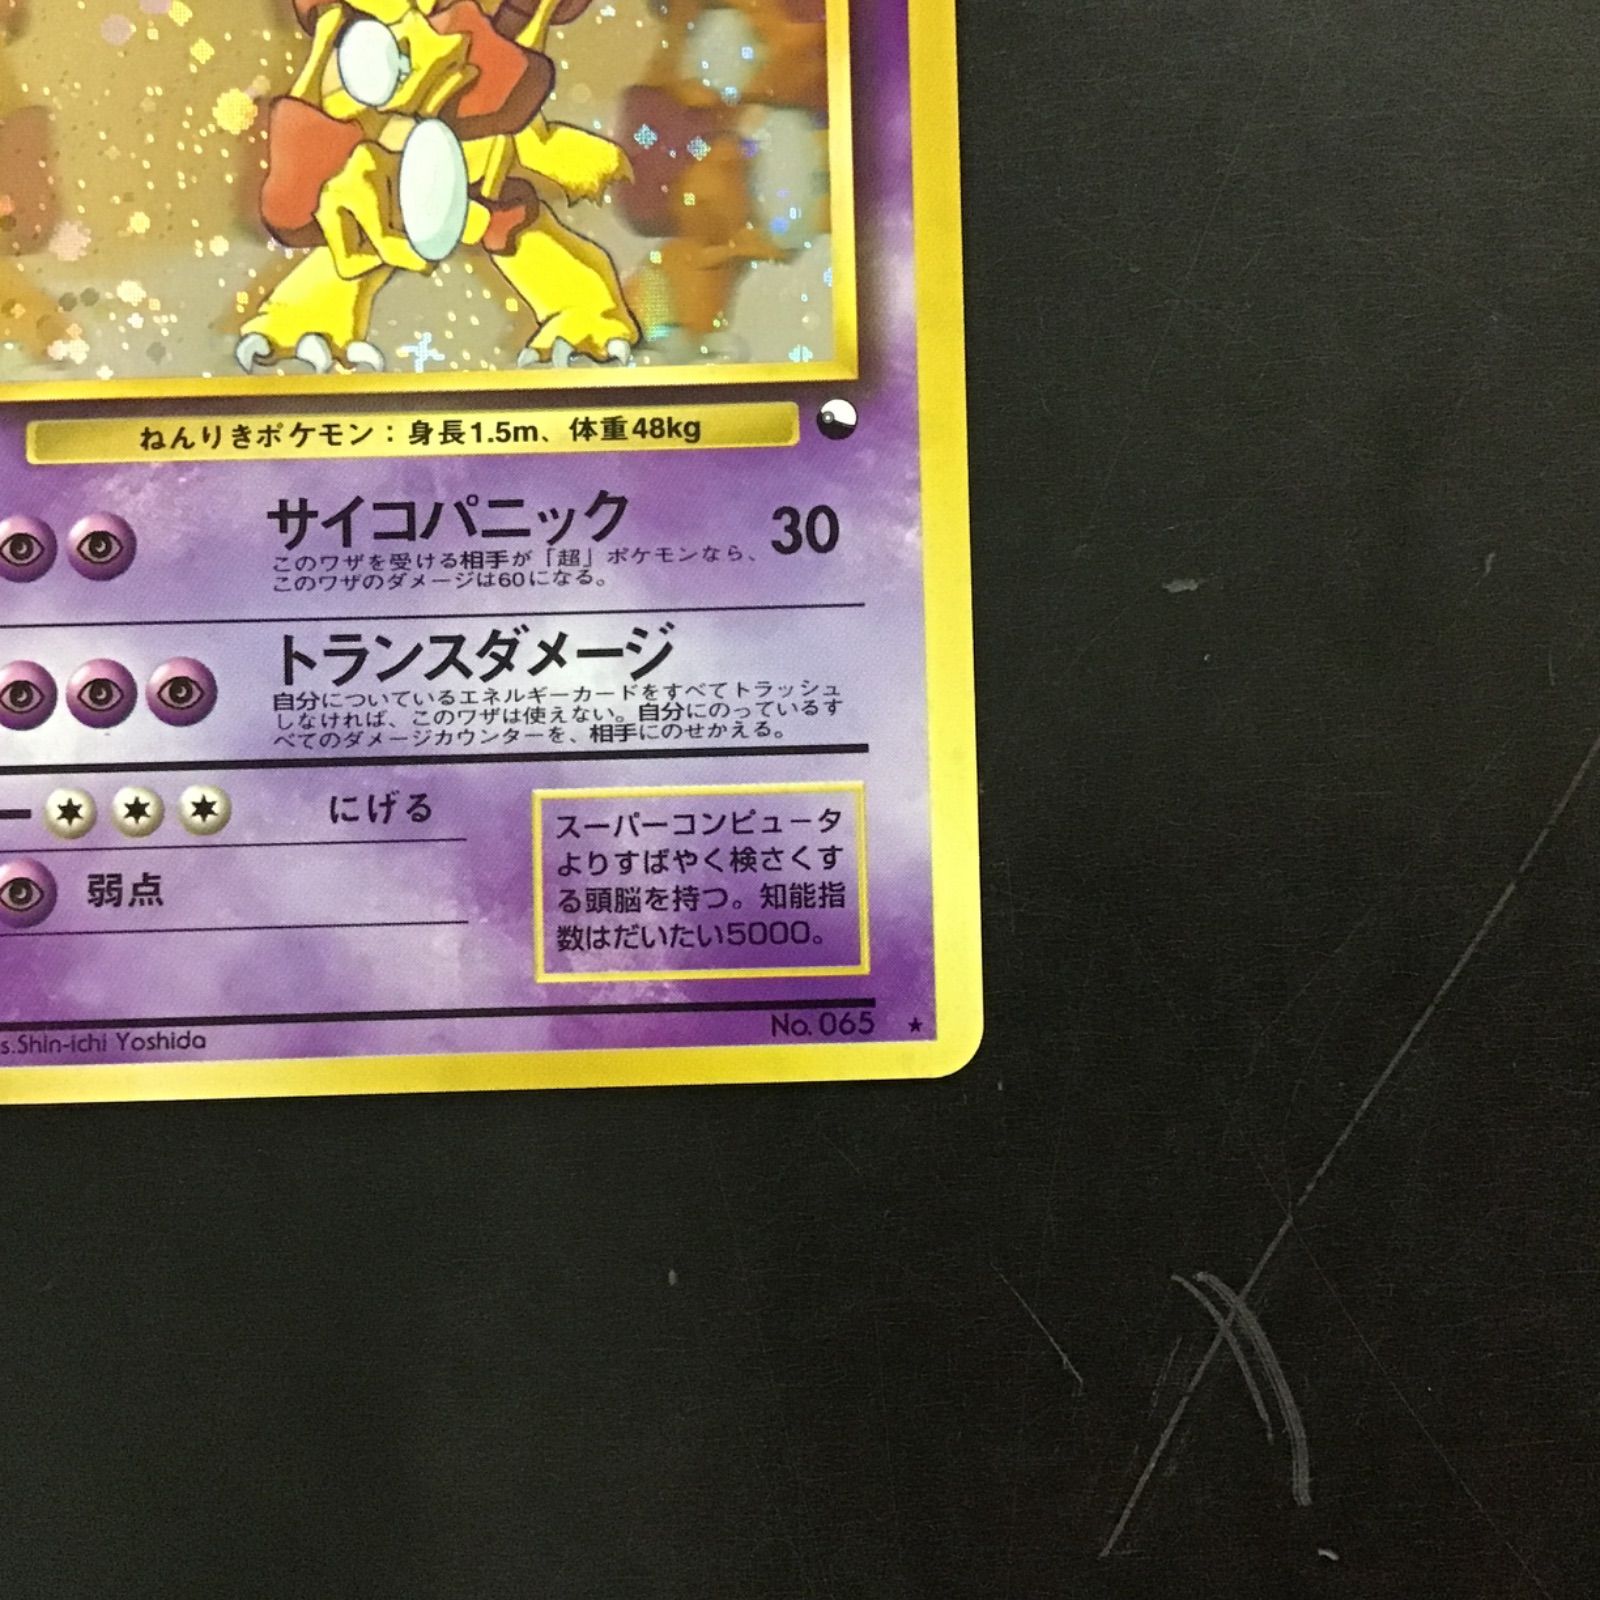 ねんりきポケモン：身長1.5m、体重48kg
サイコパニック 30
このワザを受ける相手が「超」ポケモンなら、
このワザのダメージは60になる。
トランスダメージ
自分についているエネルギーカードをすべてトラッシュ
しなければ、このワザは使えない。自分にのっているす
べてのダメージカウンターを、相手にのせかえる。
ー にげる
弱点
スーパーコンピュータ
よりすばやく検さくす
る頭脳を持つ。知能指
数はだいたい5000。
s.Shin-ichi Yoshida
No.065 ★